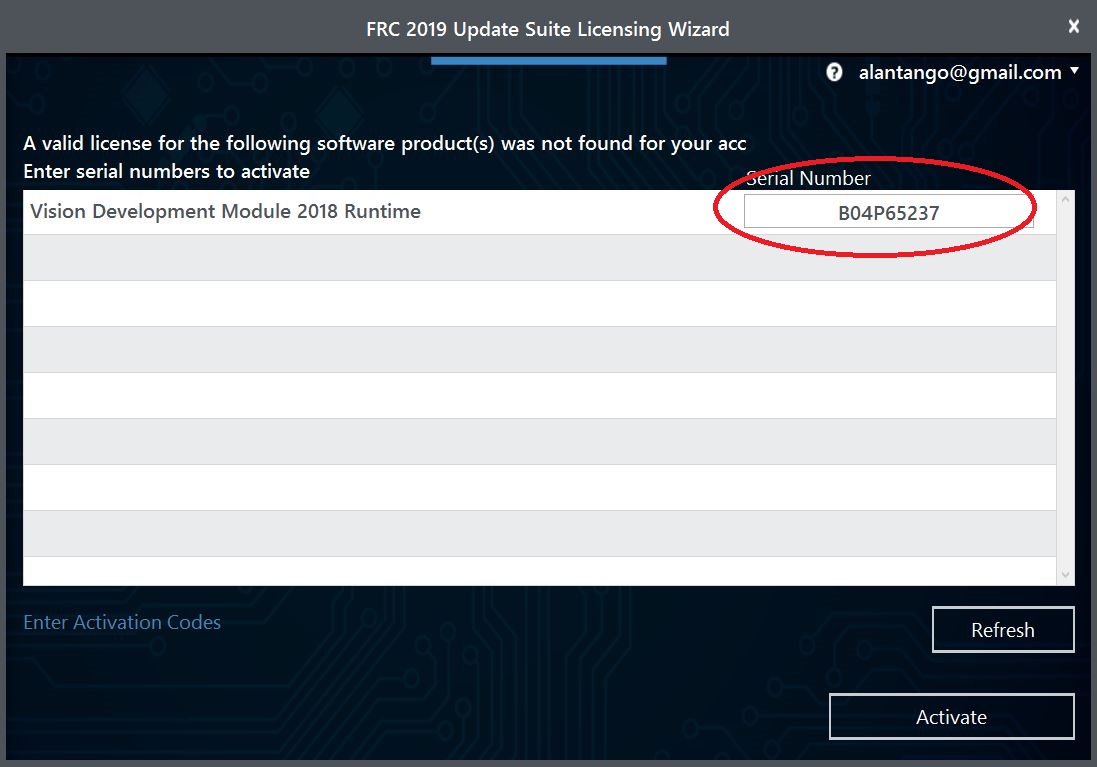 FRC 2019 Update Suite Licensing Wizard x
? alantango@gmail.com
A valid license for the following software product(s) was not found for your acc
Enter serial numbers to activate
Serial Number
Vision Development Module 2018 Runtime B04P65237
Enter Activation Codes
Refresh
Activate